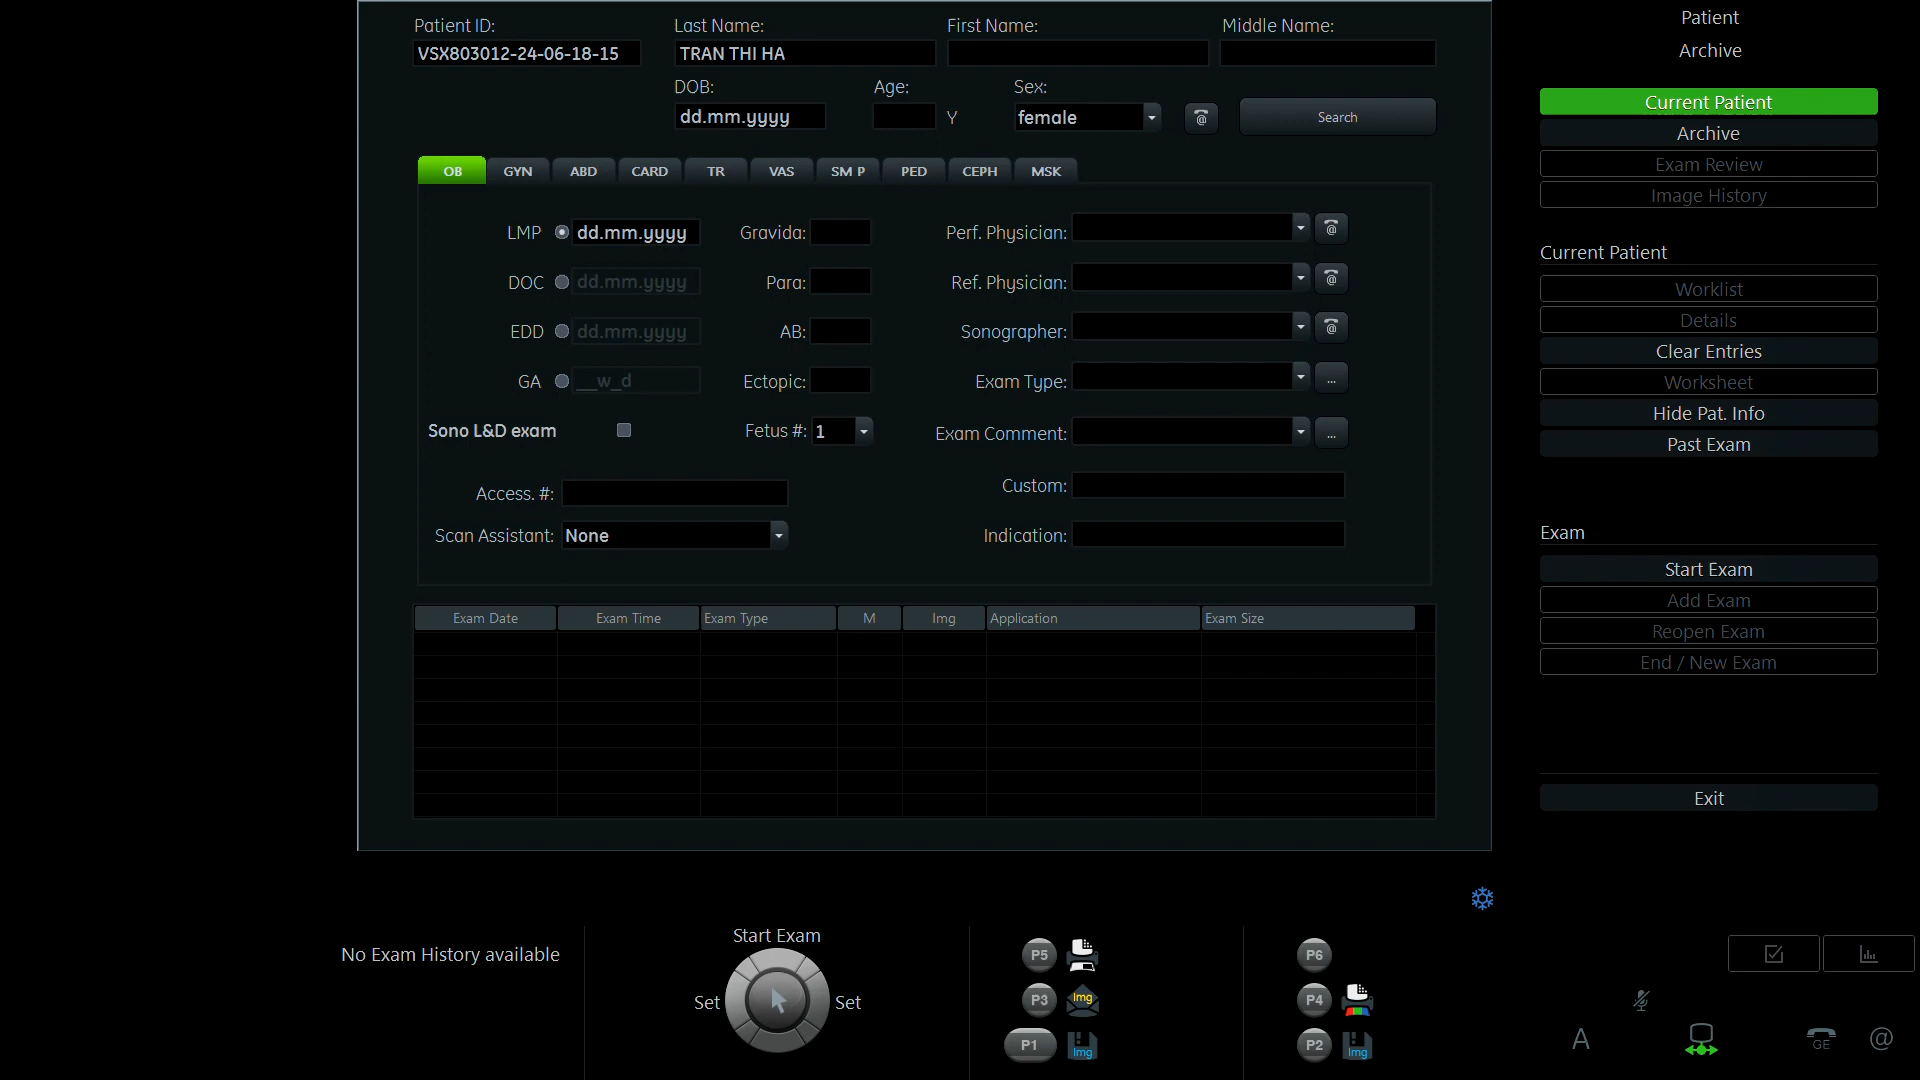 Patient ID: Last Name: First Name: Middle Name:
VSX803012-24-06-18-15 TRAN THI HA
DOB: Age: Sex:
dd.mm.yyyy Y female @ Search
OB GYN ABD CARD TR VAS SM P PED CEPH MSK
LMP dd.mm.yyyy Gravida: Perf. Physician: @
DOC dd.mm.yyyy Para: Ref. Physician: @
EDD dd.mm.yyyy AB: Sonographer: @
GA __w_d Ectopic: Exam Type: ...
Sono L&D exam Fetus #: 1 Exam Comment: ...
Access. #: Custom:
Scan Assistant: None Indication:
Exam Date Exam Time Exam Type M Img Application Exam Size
Patient
Archive
Current Patient
Archive
Exam Review
Image History
Current Patient
Worklist
Details
Clear Entries
Worksheet
Hide Pat. Info
Past Exam
Exam
Start Exam
Add Exam
Reopen Exam
End / New Exam
Exit
No Exam History available
Start Exam
Set Set
P5
P3 Img
P1 Img
P6
P4
P2 Img
A GE @